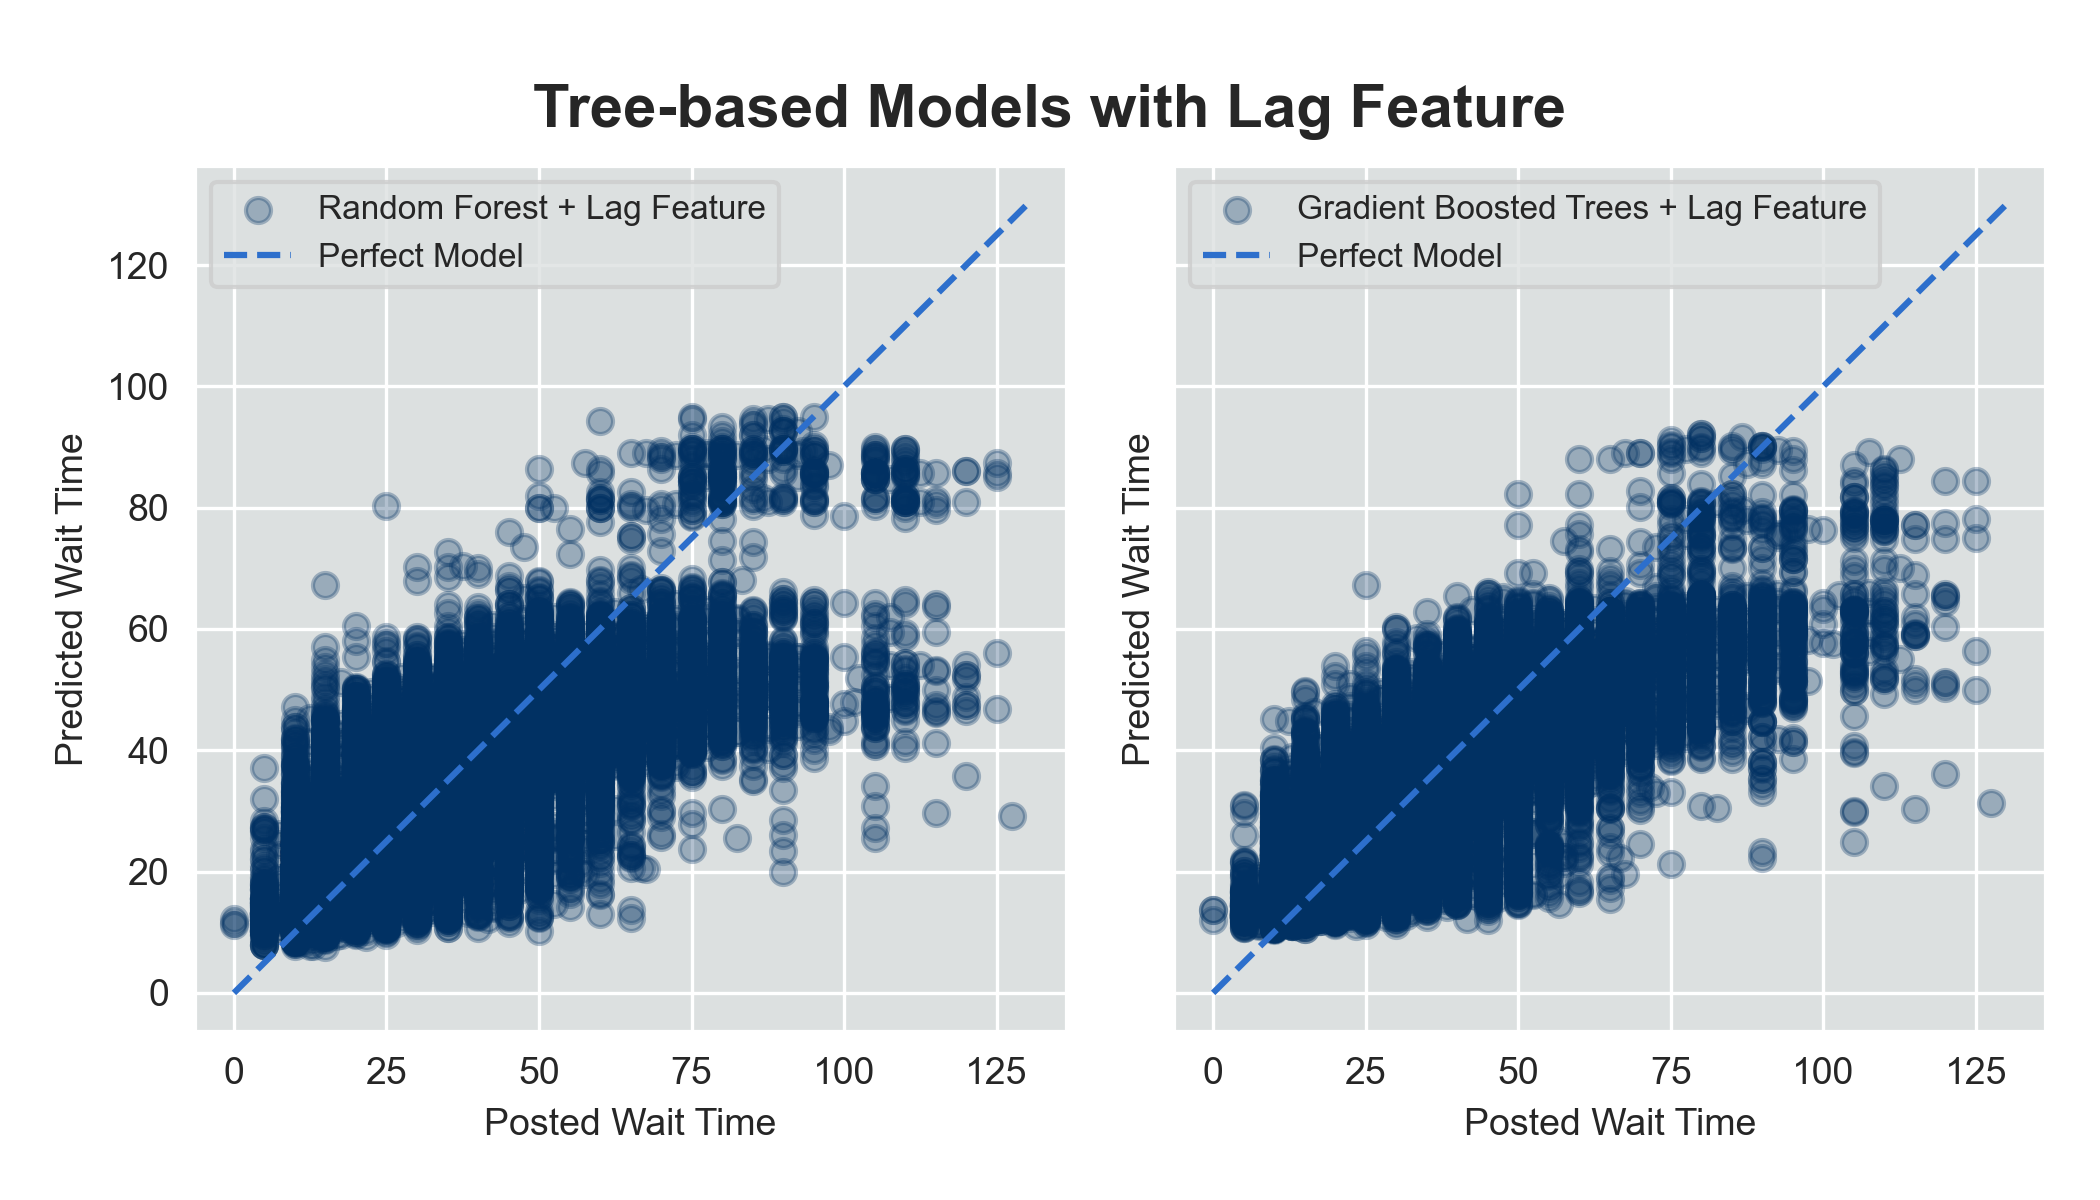 Tree-based Models with Lag Feature
Random Forest + Lag Feature
Perfect Model
Predicted Wait Time
120
100
80
60
40
20
0
0 25 50 75 100 125
Posted Wait Time
Gradient Boosted Trees + Lag Feature
Perfect Model
Predicted Wait Time
0 25 50 75 100 125
Posted Wait Time